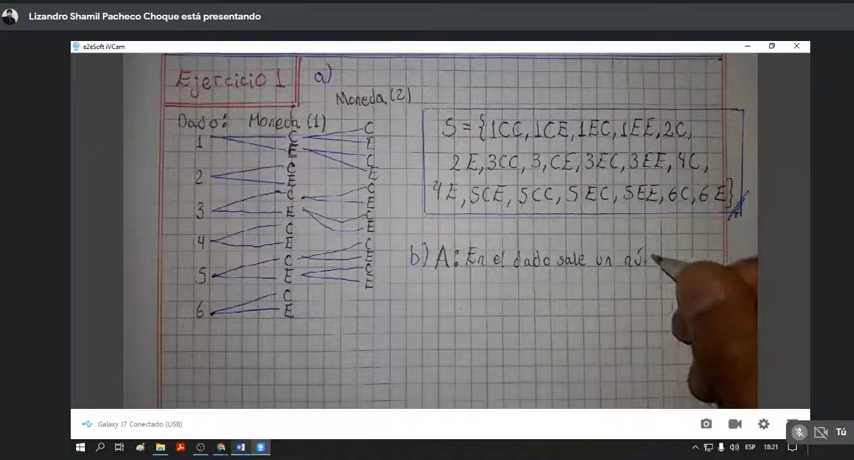 Lizandro Shamil Pacheco Choque está presentando
e2eSoft iVCam
Ejercicio 1
a)
Moneda (2)
Dado: Moneda (1)
C
1 C E
E C
2 C E
E C
3 C E
E C
E
4 C
E C
5 C E
E C
E
6 C
E
S = {1CC, 1CE, 1EC, 1EE, 2C,
2E, 3CC, 3,CE, 3EC, 3EE, 4C,
4E, 5CE, 5CC, 5EC, 5EE, 6C, 6E}
b) A: En el dado sale un nú
Galaxy J7 Conectado (USB)
Tú
ESP 18:21